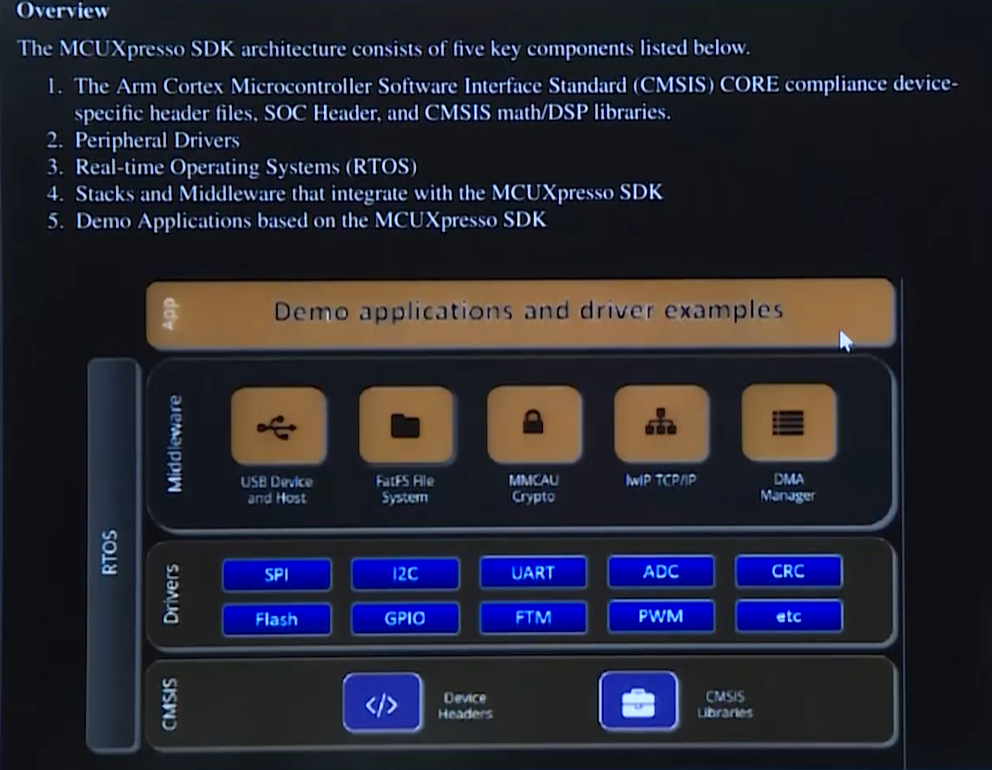 Overview
The MCUXpresso SDK architecture consists of five key components listed below.
1. The Arm Cortex Microcontroller Software Interface Standard (CMSIS) CORE compliance device-
specific header files, SOC Header, and CMSIS math/DSP libraries.
2. Peripheral Drivers
3. Real-time Operating Systems (RTOS)
4. Stacks and Middleware that integrate with the MCUXpresso SDK
5. Demo Applications based on the MCUXpresso SDK
App
Demo applications and driver examples
RTOS
Middleware
USB Device
and Host
FatFS File
System
MMCAU
Crypto
lwIP TCP/IP
DMA
Manager
Drivers
SPI
I2C
UART
ADC
CRC
Flash
GPIO
FTM
PWM
etc
CMSIS
</>
Device
Headers
CMSIS
Libraries